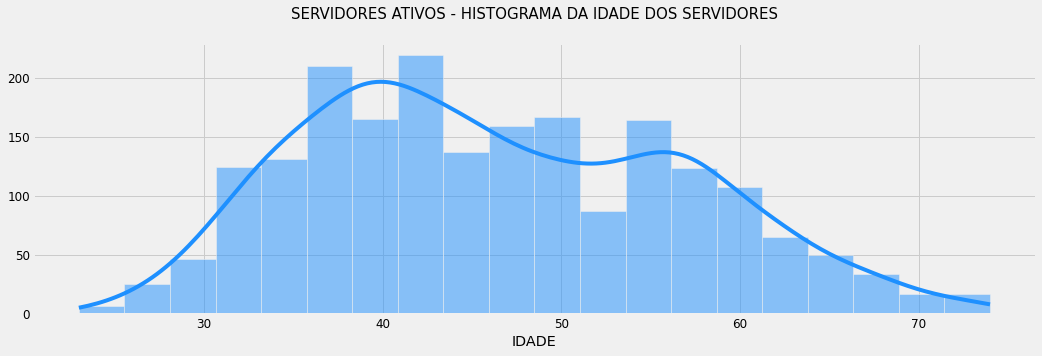 SERVIDORES ATIVOS - HISTOGRAMA DA IDADE DOS SERVIDORES
200
150
100
50
0
30 40 50 60 70
IDADE